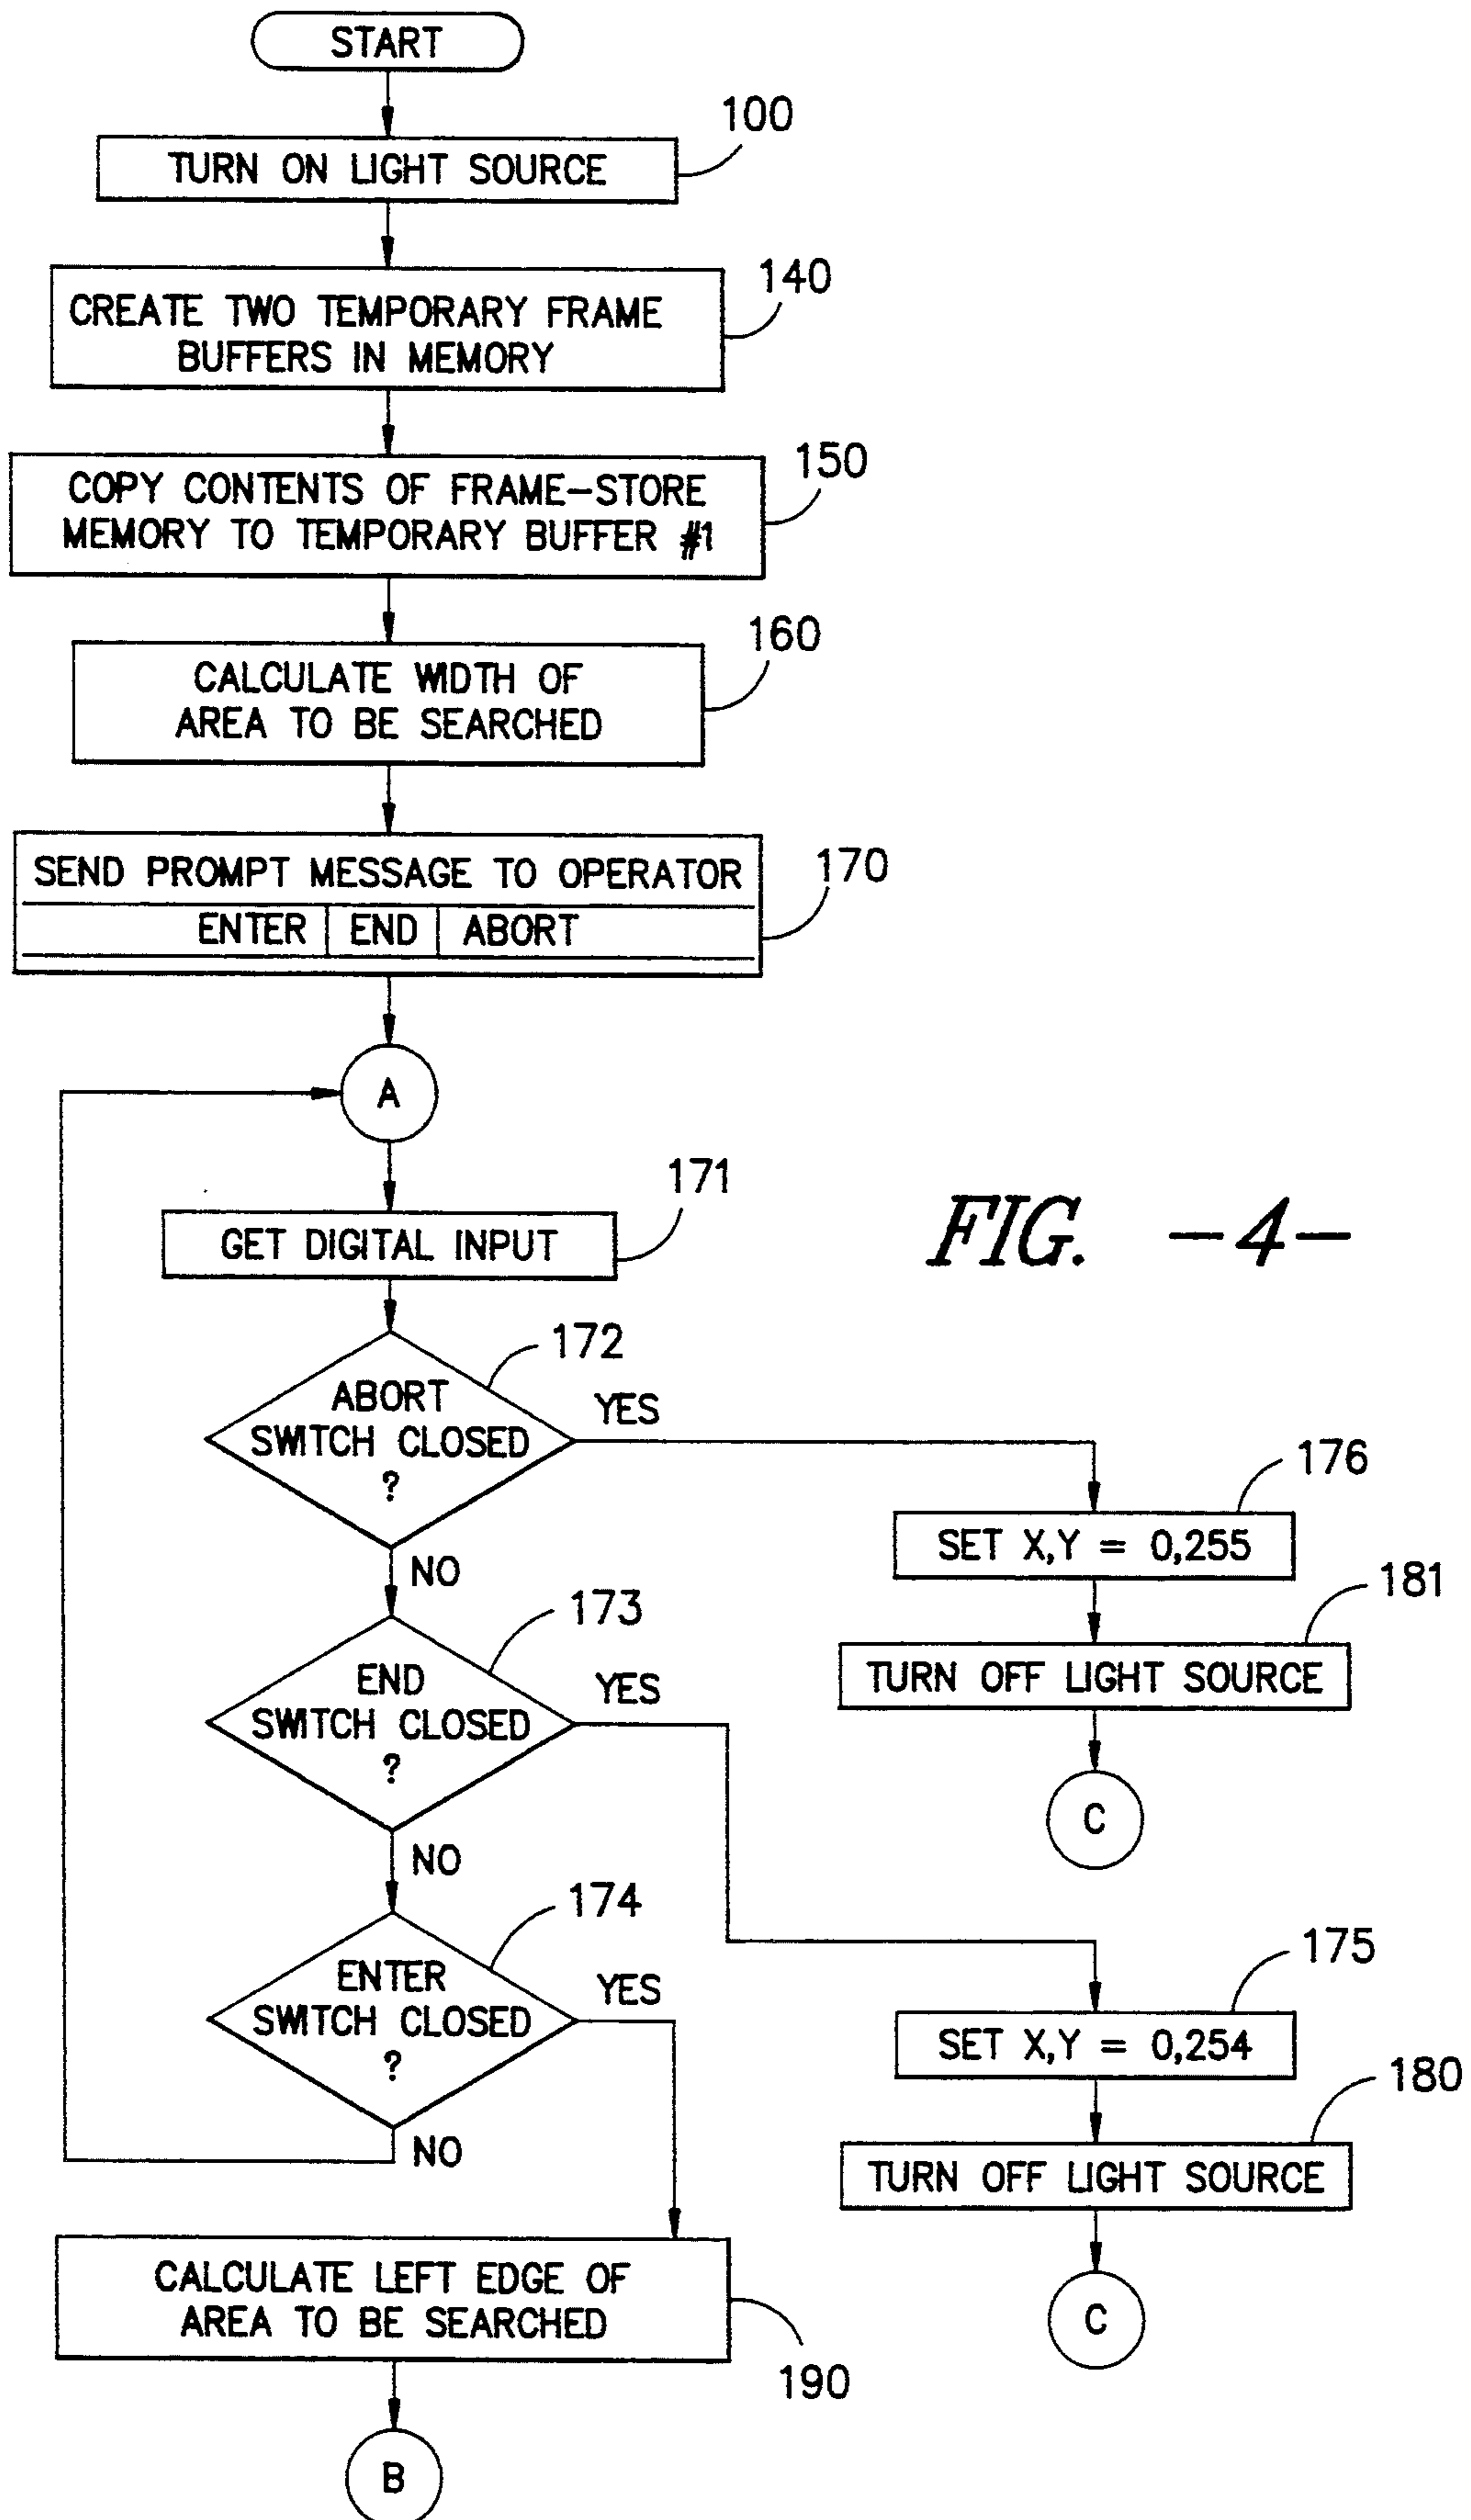 START
100
TURN ON LIGHT SOURCE
140
CREATE TWO TEMPORARY FRAME
BUFFERS IN MEMORY
150
COPY CONTENTS OF FRAME-STORE
MEMORY TO TEMPORARY BUFFER #1
160
CALCULATE WIDTH OF
AREA TO BE SEARCHED
170
SEND PROMPT MESSAGE TO OPERATOR
ENTER END ABORT
A
171
GET DIGITAL INPUT
FIG. -4-
172
ABORT
SWITCH CLOSED
?
YES
NO
176
SET X,Y = 0,255
181
TURN OFF LIGHT SOURCE
C
173
END
SWITCH CLOSED
?
YES
NO
174
ENTER
SWITCH CLOSED
?
YES
NO
175
SET X,Y = 0,254
180
TURN OFF LIGHT SOURCE
C
CALCULATE LEFT EDGE OF
AREA TO BE SEARCHED
190
B